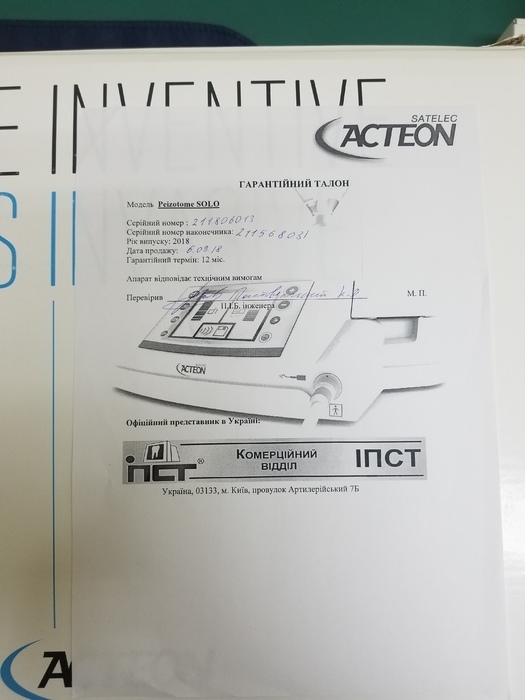 E INVENTIVE
S IN
SATELEC
ACTEON
ГАРАНТІЙНИЙ ТАЛОН
Модель Peizotome SOLO
Серійний номер : 211806013
Серійний номер наконечника: 211568031
Рік випуску: 2018
Дата продажу: 6.09.18
Гарантійний термін: 12 міс.
Апарат відповідає технічним вимогам
Перевірив
М. П.
П.І.Б. інженера
ACTEON
Офіційний представник в Україні:
ІПСТ® КОМЕРЦІЙНИЙ ВІДДІЛ ІПСТ
Україна, 03133, м. Київ, провулок Артилерійський 7Б
A